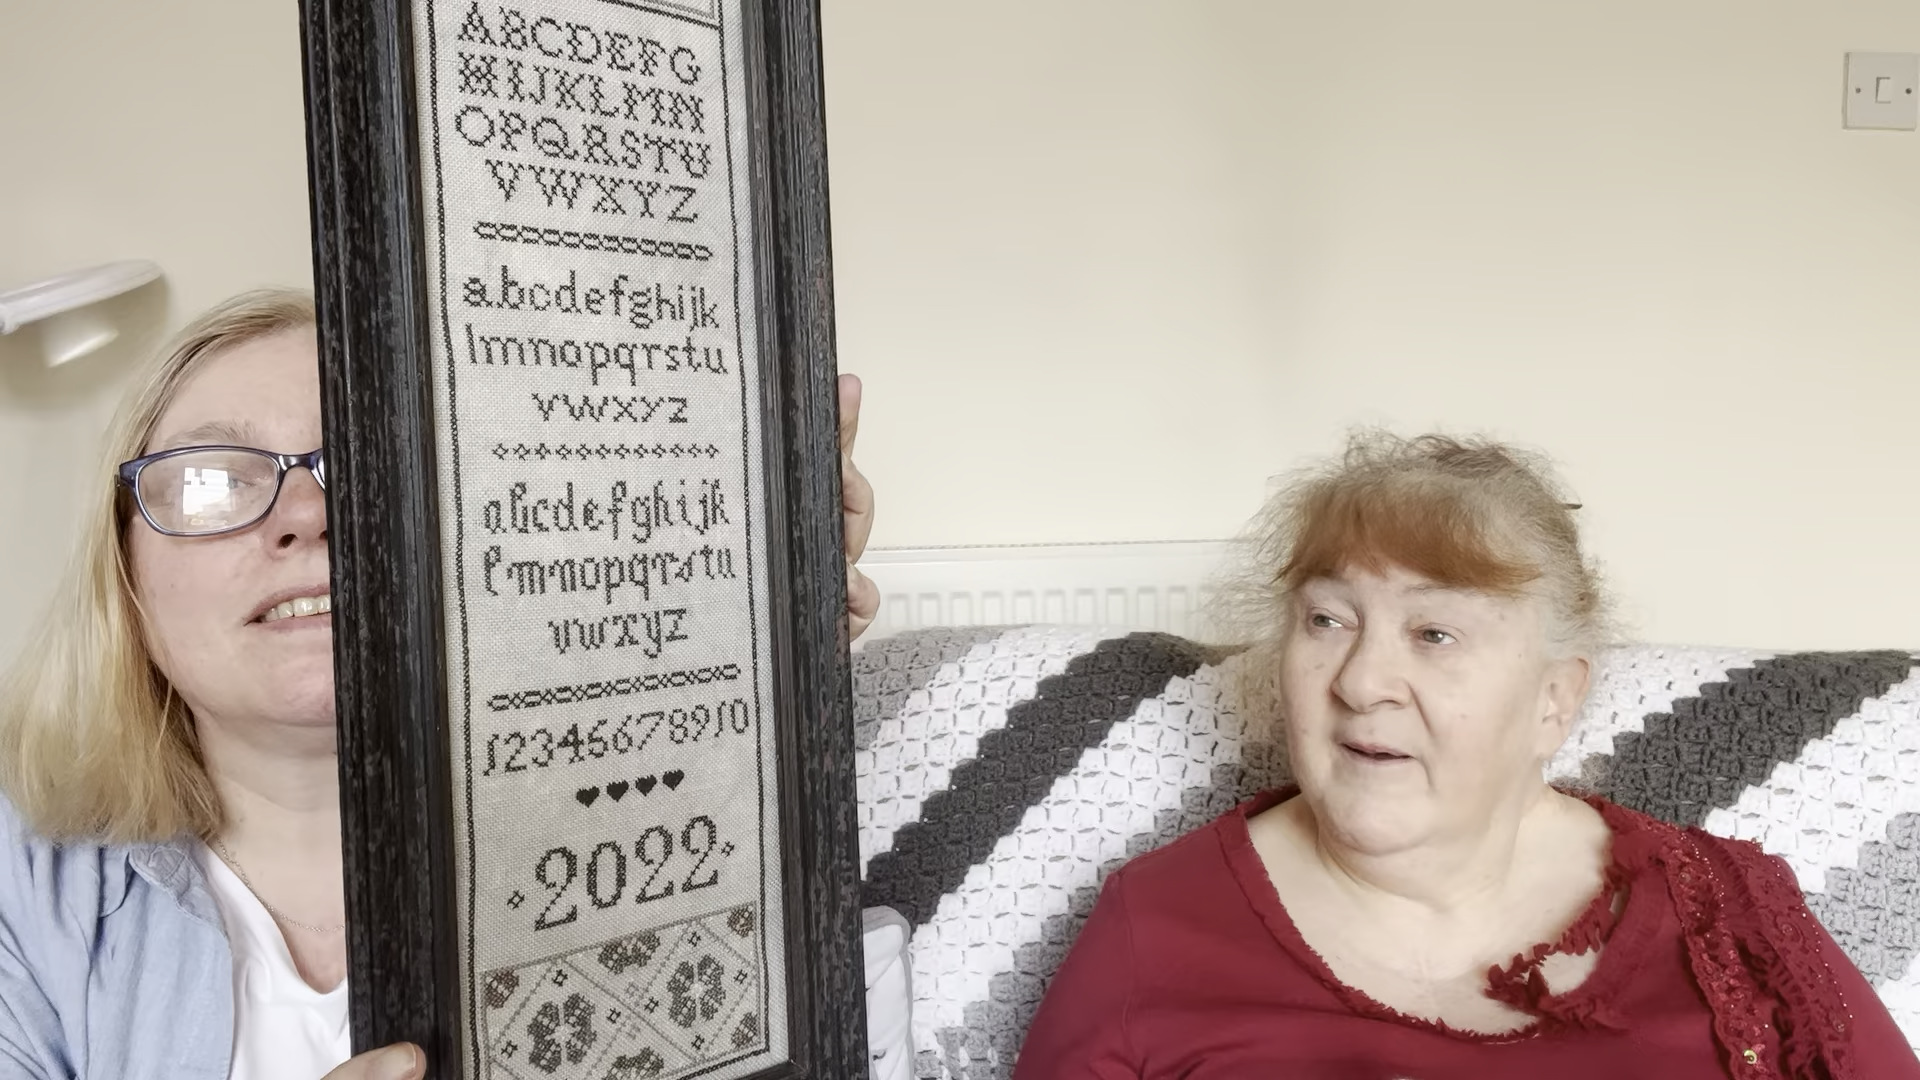 ABCDEFG
HIJKLMN
OPQRSTU
VWXYZ
abcdefghijk
lmnopqrstu
vwxyz
abcdefghijk
lmnopqrstu
vwxyz
12345678910
2022